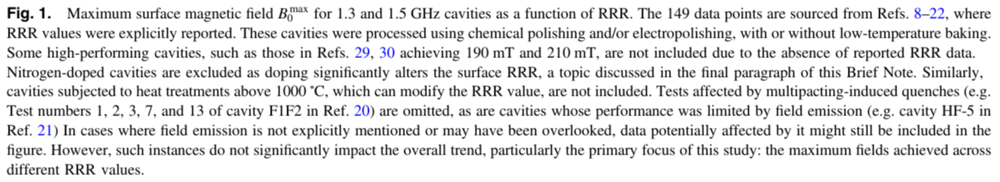 Fig. 1. Maximum surface magnetic field B₀ᵐᵃˣ for 1.3 and 1.5 GHz cavities as a function of RRR. The 149 data points are sourced from Refs. 8–22, where
RRR values were explicitly reported. These cavities were processed using chemical polishing and/or electropolishing, with or without low-temperature baking.
Some high-performing cavities, such as those in Refs. 29, 30 achieving 190 mT and 210 mT, are not included due to the absence of reported RRR data.
Nitrogen-doped cavities are excluded as doping significantly alters the surface RRR, a topic discussed in the final paragraph of this Brief Note. Similarly,
cavities subjected to heat treatments above 1000 °C, which can modify the RRR value, are not included. Tests affected by multipacting-induced quenches (e.g.
Test numbers 1, 2, 3, 7, and 13 of cavity F1F2 in Ref. 20) are omitted, as are cavities whose performance was limited by field emission (e.g. cavity HF-5 in
Ref. 21) In cases where field emission is not explicitly mentioned or may have been overlooked, data potentially affected by it might still be included in the
figure. However, such instances do not significantly impact the overall trend, particularly the primary focus of this study: the maximum fields achieved across
different RRR values.